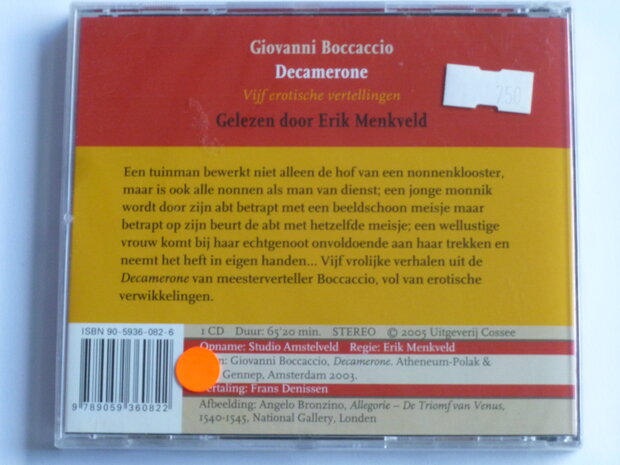 Giovanni Boccaccio
Decamerone
Vijf erotische vertellingen
Gelezen door Erik Menkveld
250
Een tuinman bewerkt niet alleen de hof van een nonnenklooster,
maar is ook alle nonnen als man van dienst; een jonge monnik
wordt door zijn abt betrapt met een beeldschoon meisje maar
betrapt op zijn beurt de abt met hetzelfde meisje; een wellustige
vrouw komt bij haar echtgenoot onvoldoende aan haar trekken en
neemt het heft in eigen handen... Vijf vrolijke verhalen uit de
Decamerone van meesterverteller Boccaccio, vol van erotische
verwikkelingen.
ISBN 90-5936-082-6
9 789059 360822
1 CD Duur: 65'20 min. STEREO © 2005 Uitgeverij Cossee
Opname: Studio Amstelveld Regie: Erik Menkveld
Giovanni Boccaccio, Decamerone. Atheneum-Polak &
Gennep, Amsterdam 2003.
Vertaling: Frans Denissen
Afbeelding: Angelo Bronzino, Allegorie – De Triomf van Venus,
1540-1545, National Gallery, Londen